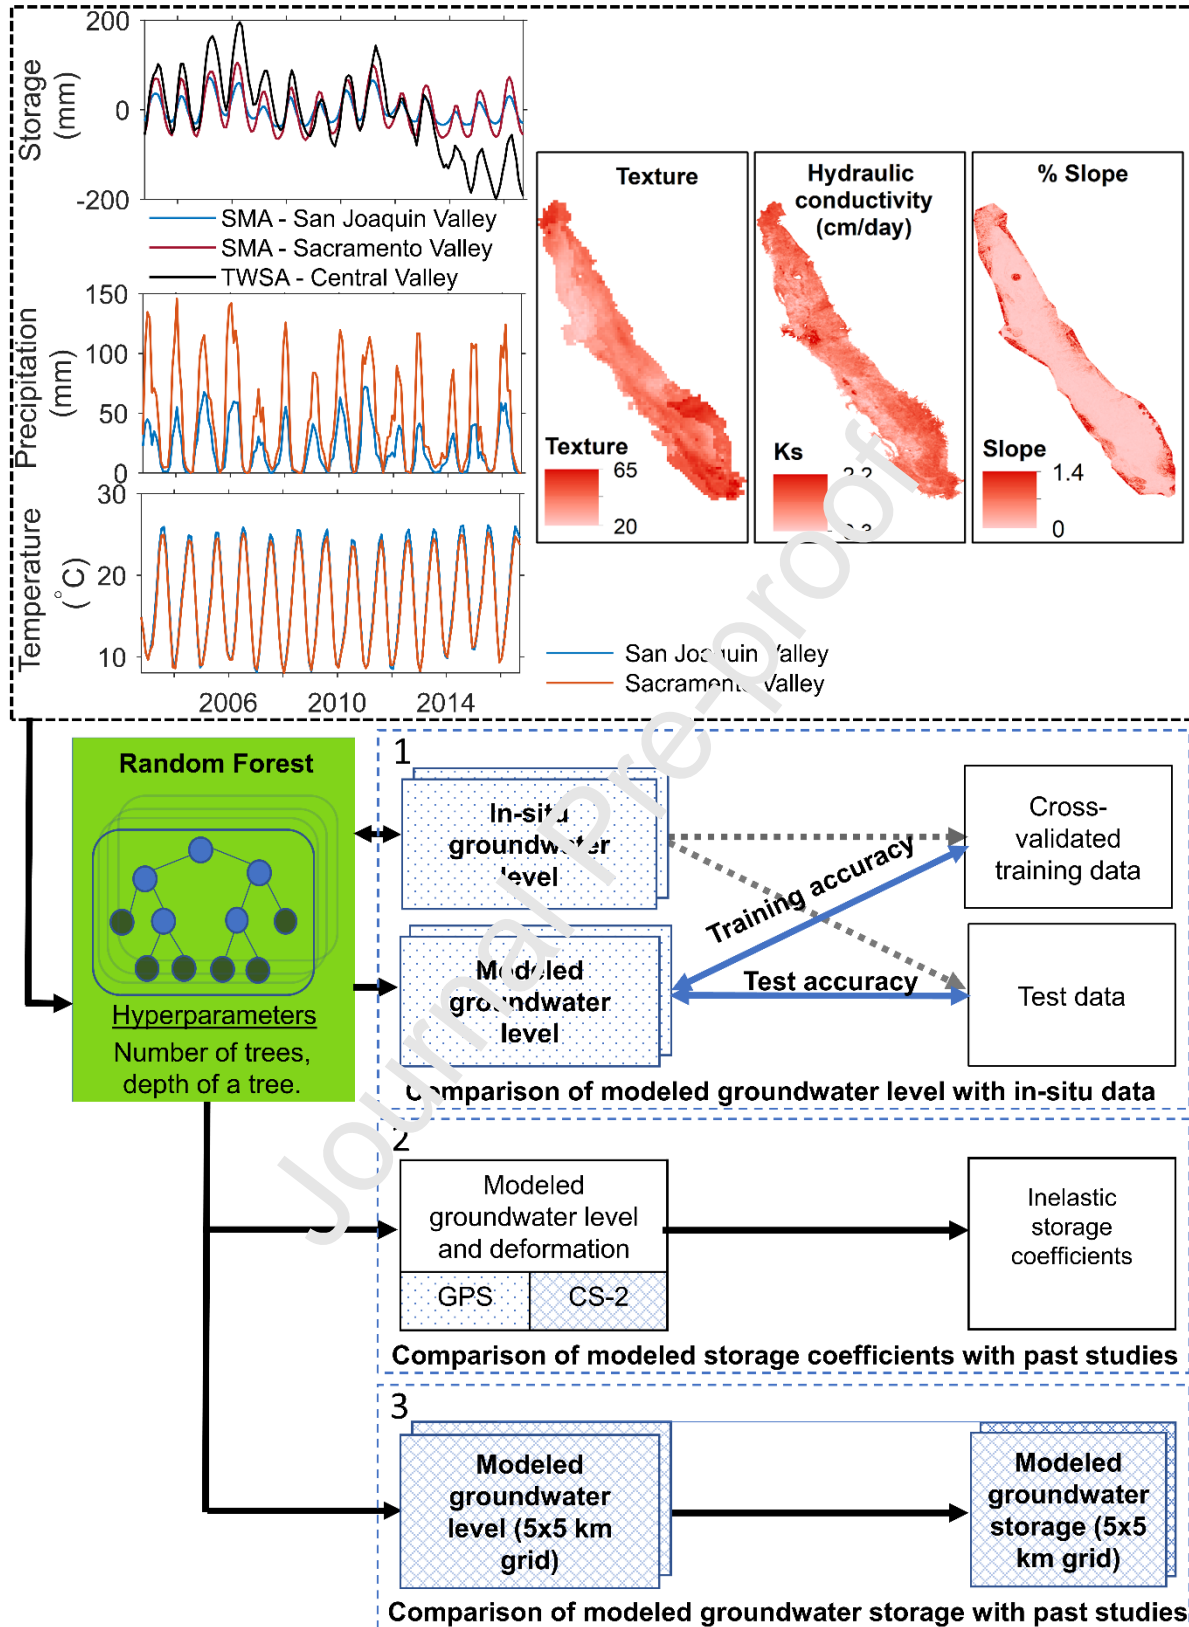 200
0
-200
Storage
(mm)
SMA - San Joaquin Valley
SMA - Sacramento Valley
TWSA - Central Valley
150
100
50
0
Precipitation
(mm)
30
20
10
Temperature
(°C)
2006
2010
2014
Texture
Texture
65
20
Hydraulic
conductivity
(cm/day)
Ks
2.2
% Slope
Slope
1.4
0
San Joaquin Valley
Sacramento Valley
Random Forest
Hyperparameters
Number of trees,
depth of a tree.
1
In-situ
groundwater
level
Modeled
groundwater
level
Training accuracy
Test accuracy
Cross-
validated
training data
Test data
Comparison of modeled groundwater level with in-situ data
2
Modeled
groundwater level
and deformation
GPS
CS-2
Inelastic
storage
coefficients
Comparison of modeled storage coefficients with past studies
3
Modeled
groundwater
level (5x5 km
grid)
Modeled
groundwater
storage (5x5
km grid)
Comparison of modeled groundwater storage with past studies
Journal Pre-proof